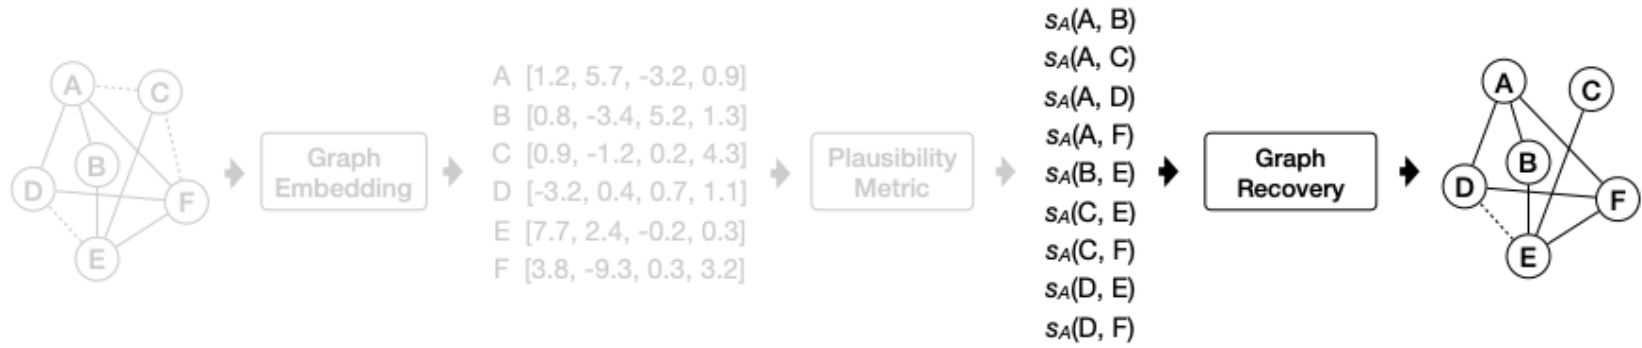 A
C
B
D
F
E
Graph
Embedding
A [1.2, 5.7, -3.2, 0.9]
B [0.8, -3.4, 5.2, 1.3]
C [0.9, -1.2, 0.2, 4.3]
D [-3.2, 0.4, 0.7, 1.1]
E [7.7, 2.4, -0.2, 0.3]
F [3.8, -9.3, 0.3, 3.2]
Plausibility
Metric
sA(A, B)
sA(A, C)
sA(A, D)
sA(A, F)
sA(B, E)
sA(C, E)
sA(C, F)
sA(D, E)
sA(D, F)
Graph
Recovery
A
C
B
D
F
E